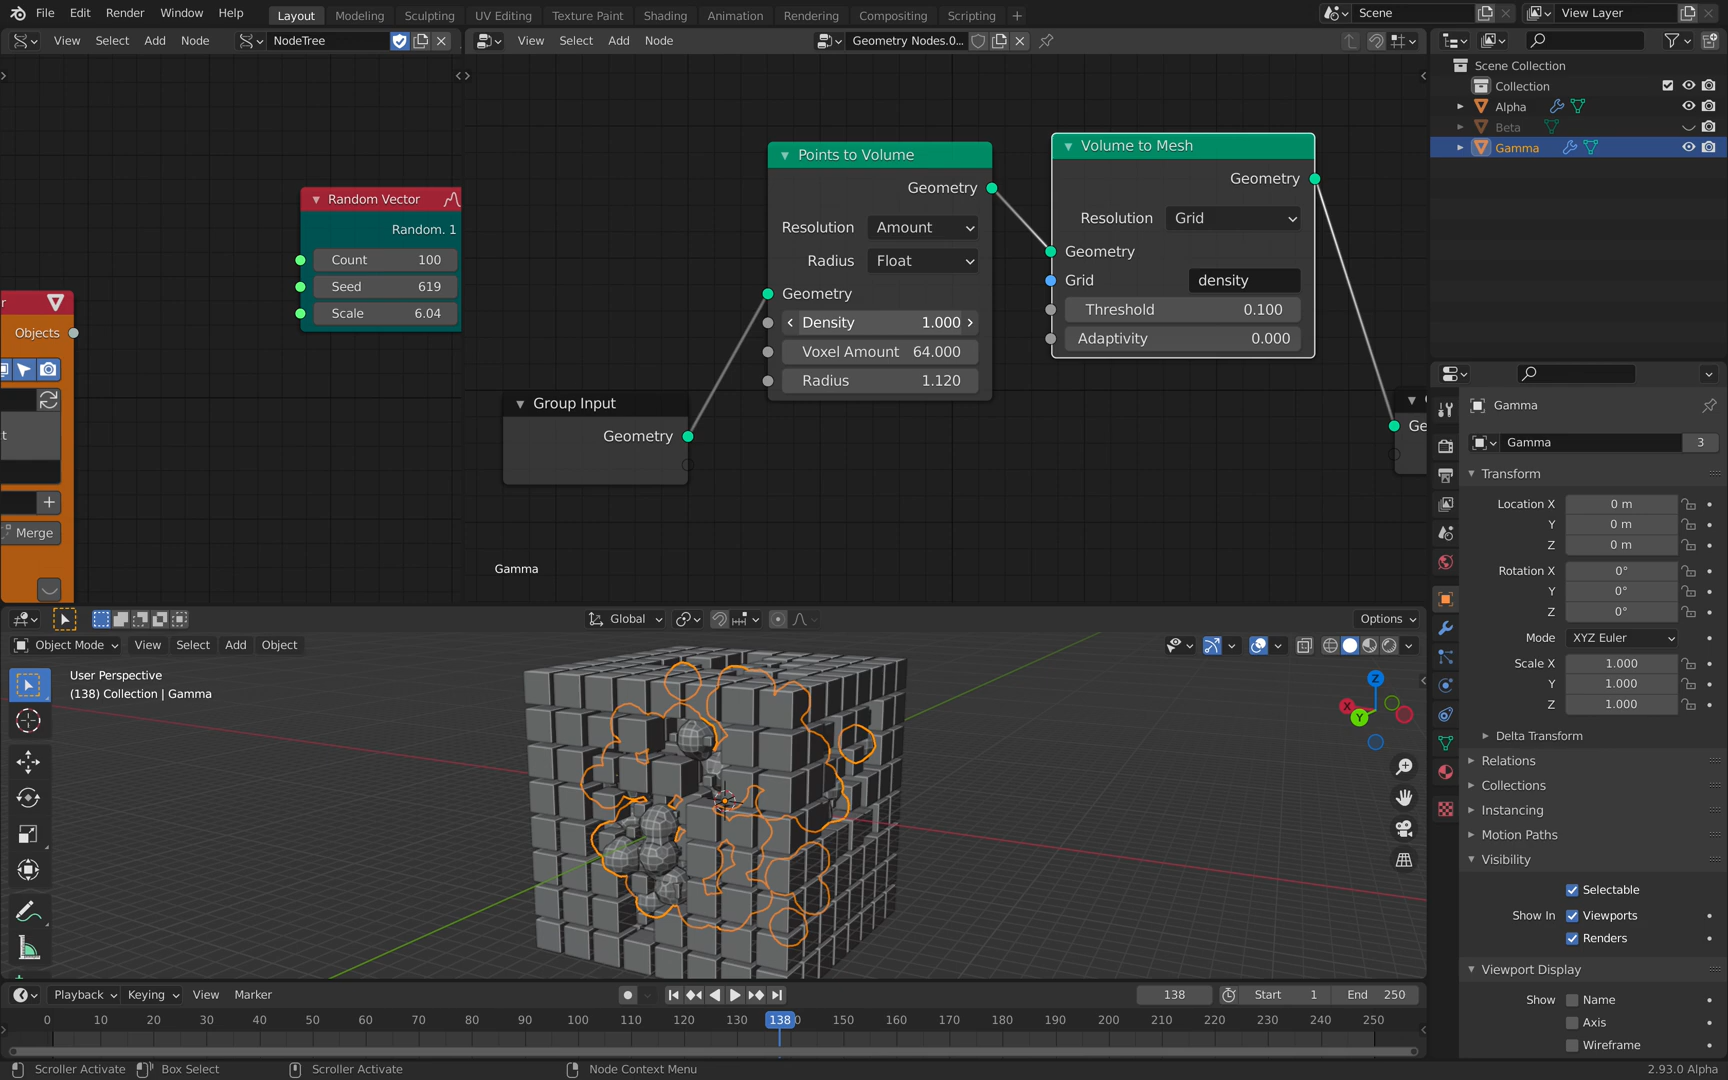 File Edit Render Window Help Layout Modeling Sculpting UV Editing Texture Paint Shading Animation Rendering Compositing Scripting + Scene View Layer
View Select Add Node NodeTree View Select Add Node Geometry Nodes.0...
Scene Collection
Collection
Alpha
Beta
Gamma
Random Vector
Random. 1
Count 100
Seed 619
Scale 6.04
Objects
Merge
Points to Volume
Geometry
Resolution Amount
Radius Float
Geometry
Density 1.000
Voxel Amount 64.000
Radius 1.120
Volume to Mesh
Geometry
Resolution Grid
Geometry
Grid density
Threshold 0.100
Adaptivity 0.000
Group Input
Geometry
Ge
Gamma
Gamma
Gamma 3
Transform
Location X 0 m
Y 0 m
Z 0 m
Rotation X 0°
Y 0°
Z 0°
Mode XYZ Euler
Scale X 1.000
Y 1.000
Z 1.000
Delta Transform
Relations
Collections
Instancing
Motion Paths
Visibility
Selectable
Show In Viewports
Renders
Viewport Display
Show Name
Axis
Wireframe
Global Options
Object Mode View Select Add Object
User Perspective
(138) Collection | Gamma
Z
X
Y
Playback Keying View Marker 138 Start 1 End 250
0 10 20 30 40 50 60 70 80 90 100 110 120 130 138 150 160 170 180 190 200 210 220 230 240 250
Scroller Activate Box Select Scroller Activate Node Context Menu 2.93.0 Alpha